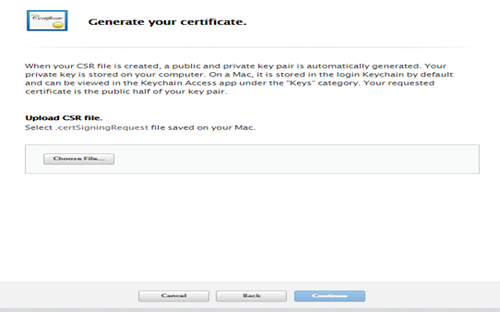 Certificate
Generate your certificate.
When your CSR file is created, a public and private key pair is automatically generated. Your
private key is stored on your computer. On a Mac, it is stored in the login Keychain by default
and can be viewed in the Keychain Access app under the "Keys" category. Your requested
certificate is the public half of your key pair.
Upload CSR file.
Select .certSigningRequest file saved on your Mac.
Choose File...
Cancel
Back
Continue